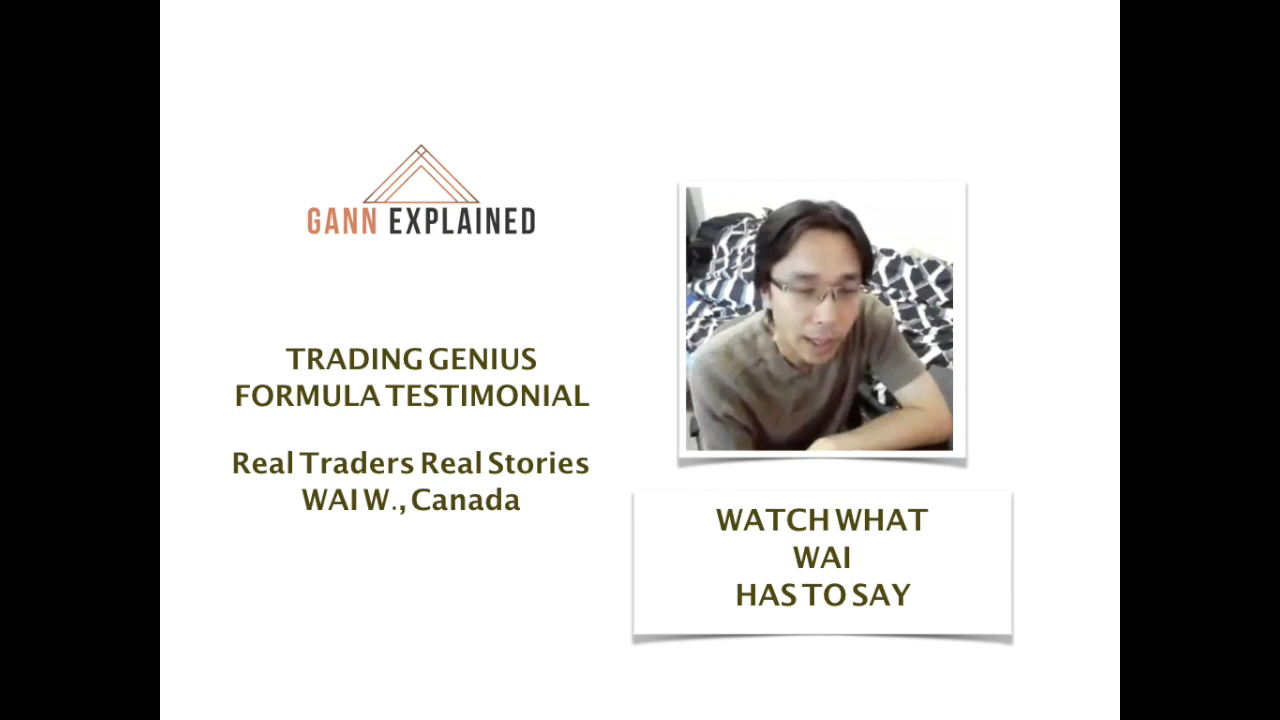 GANN EXPLAINED
TRADING GENIUS
FORMULA TESTIMONIAL
Real Traders Real Stories
WAI W., Canada
WATCH WHAT
WAI
HAS TO SAY